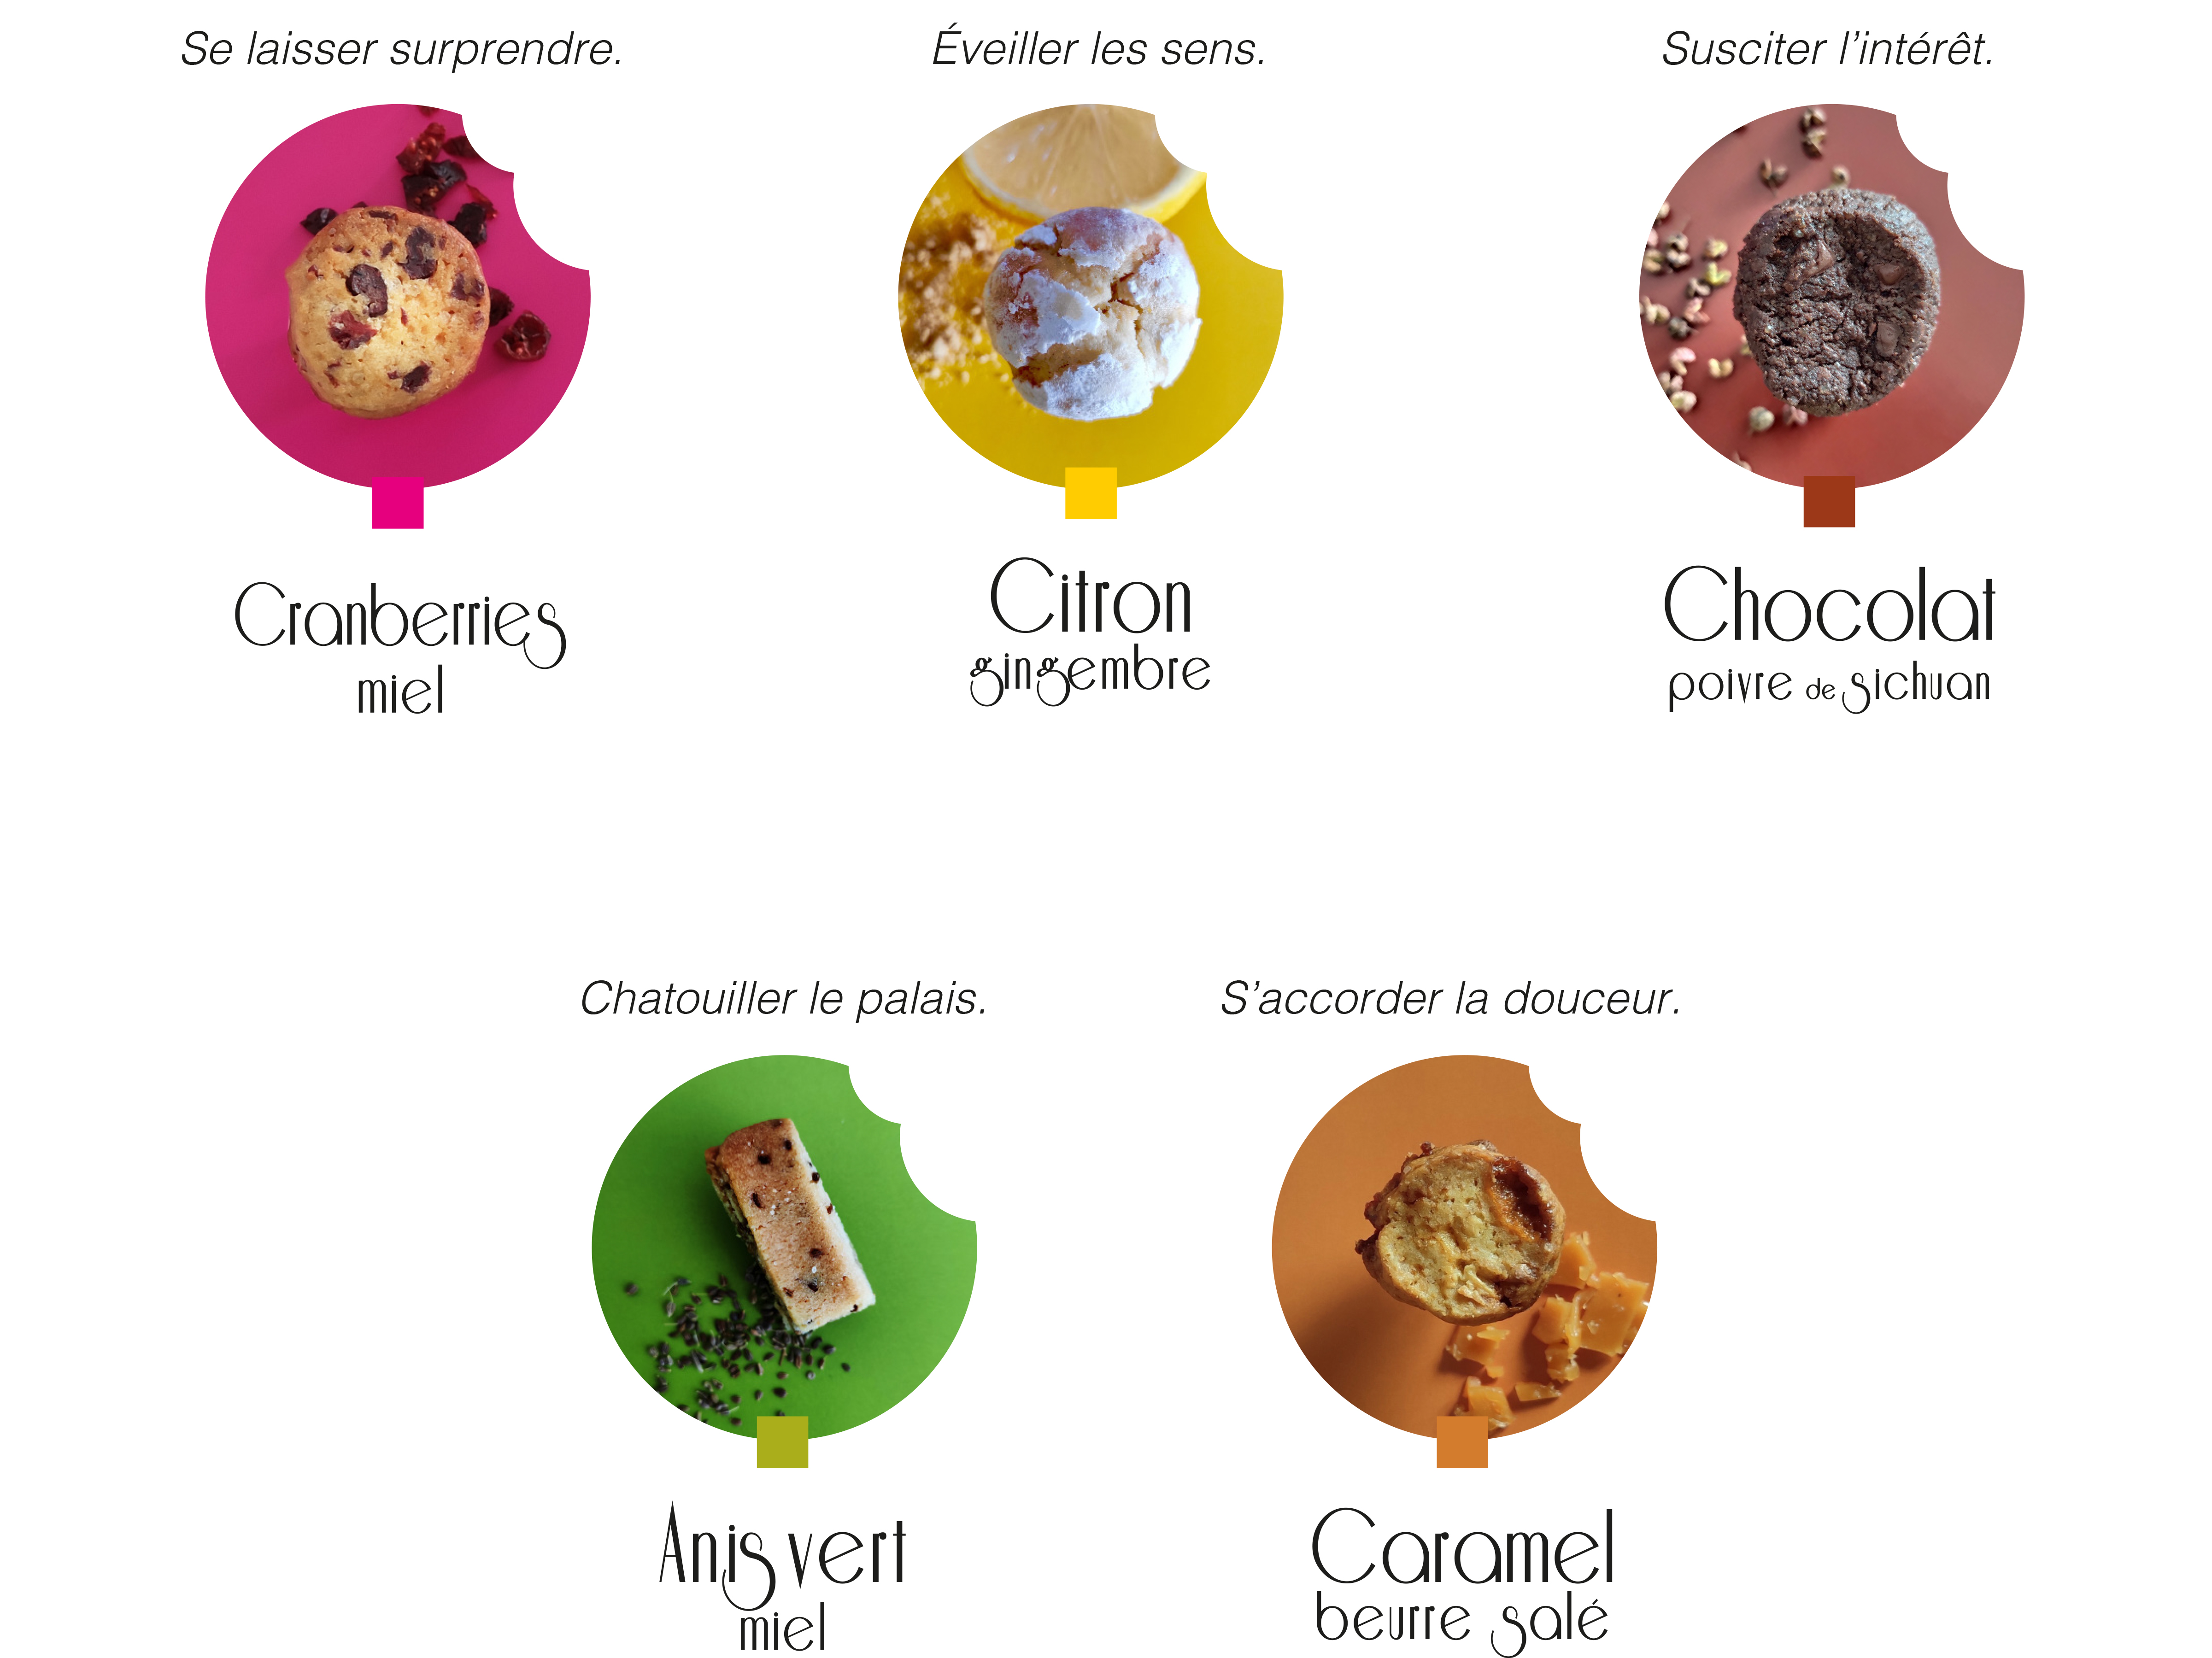 Se laisser surprendre.
Éveiller les sens.
Susciter l’intérêt.
Cranberries
miel
Citron
gingembre
Chocolat
poivre de sichuan
Chatouiller le palais.
S’accorder la douceur.
Anis vert
miel
Caramel
beurre salé